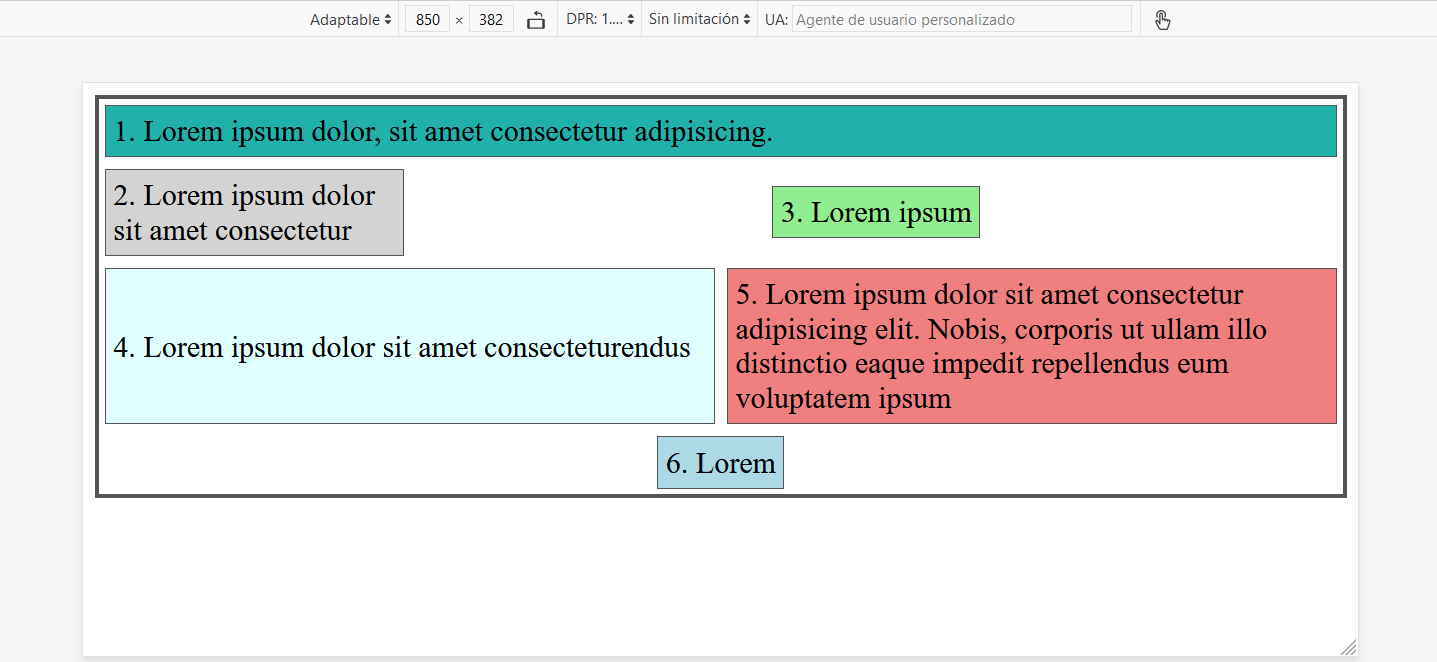 Adaptable 850 × 382 DPR: 1.... Sin limitación UA: Agente de usuario personalizado
1. Lorem ipsum dolor, sit amet consectetur adipisicing.
2. Lorem ipsum dolor
sit amet consectetur
3. Lorem ipsum
4. Lorem ipsum dolor sit amet consecteturendus
5. Lorem ipsum dolor sit amet consectetur
adipisicing elit. Nobis, corporis ut ullam illo
distinctio eaque impedit repellendus eum
voluptatem ipsum
6. Lorem